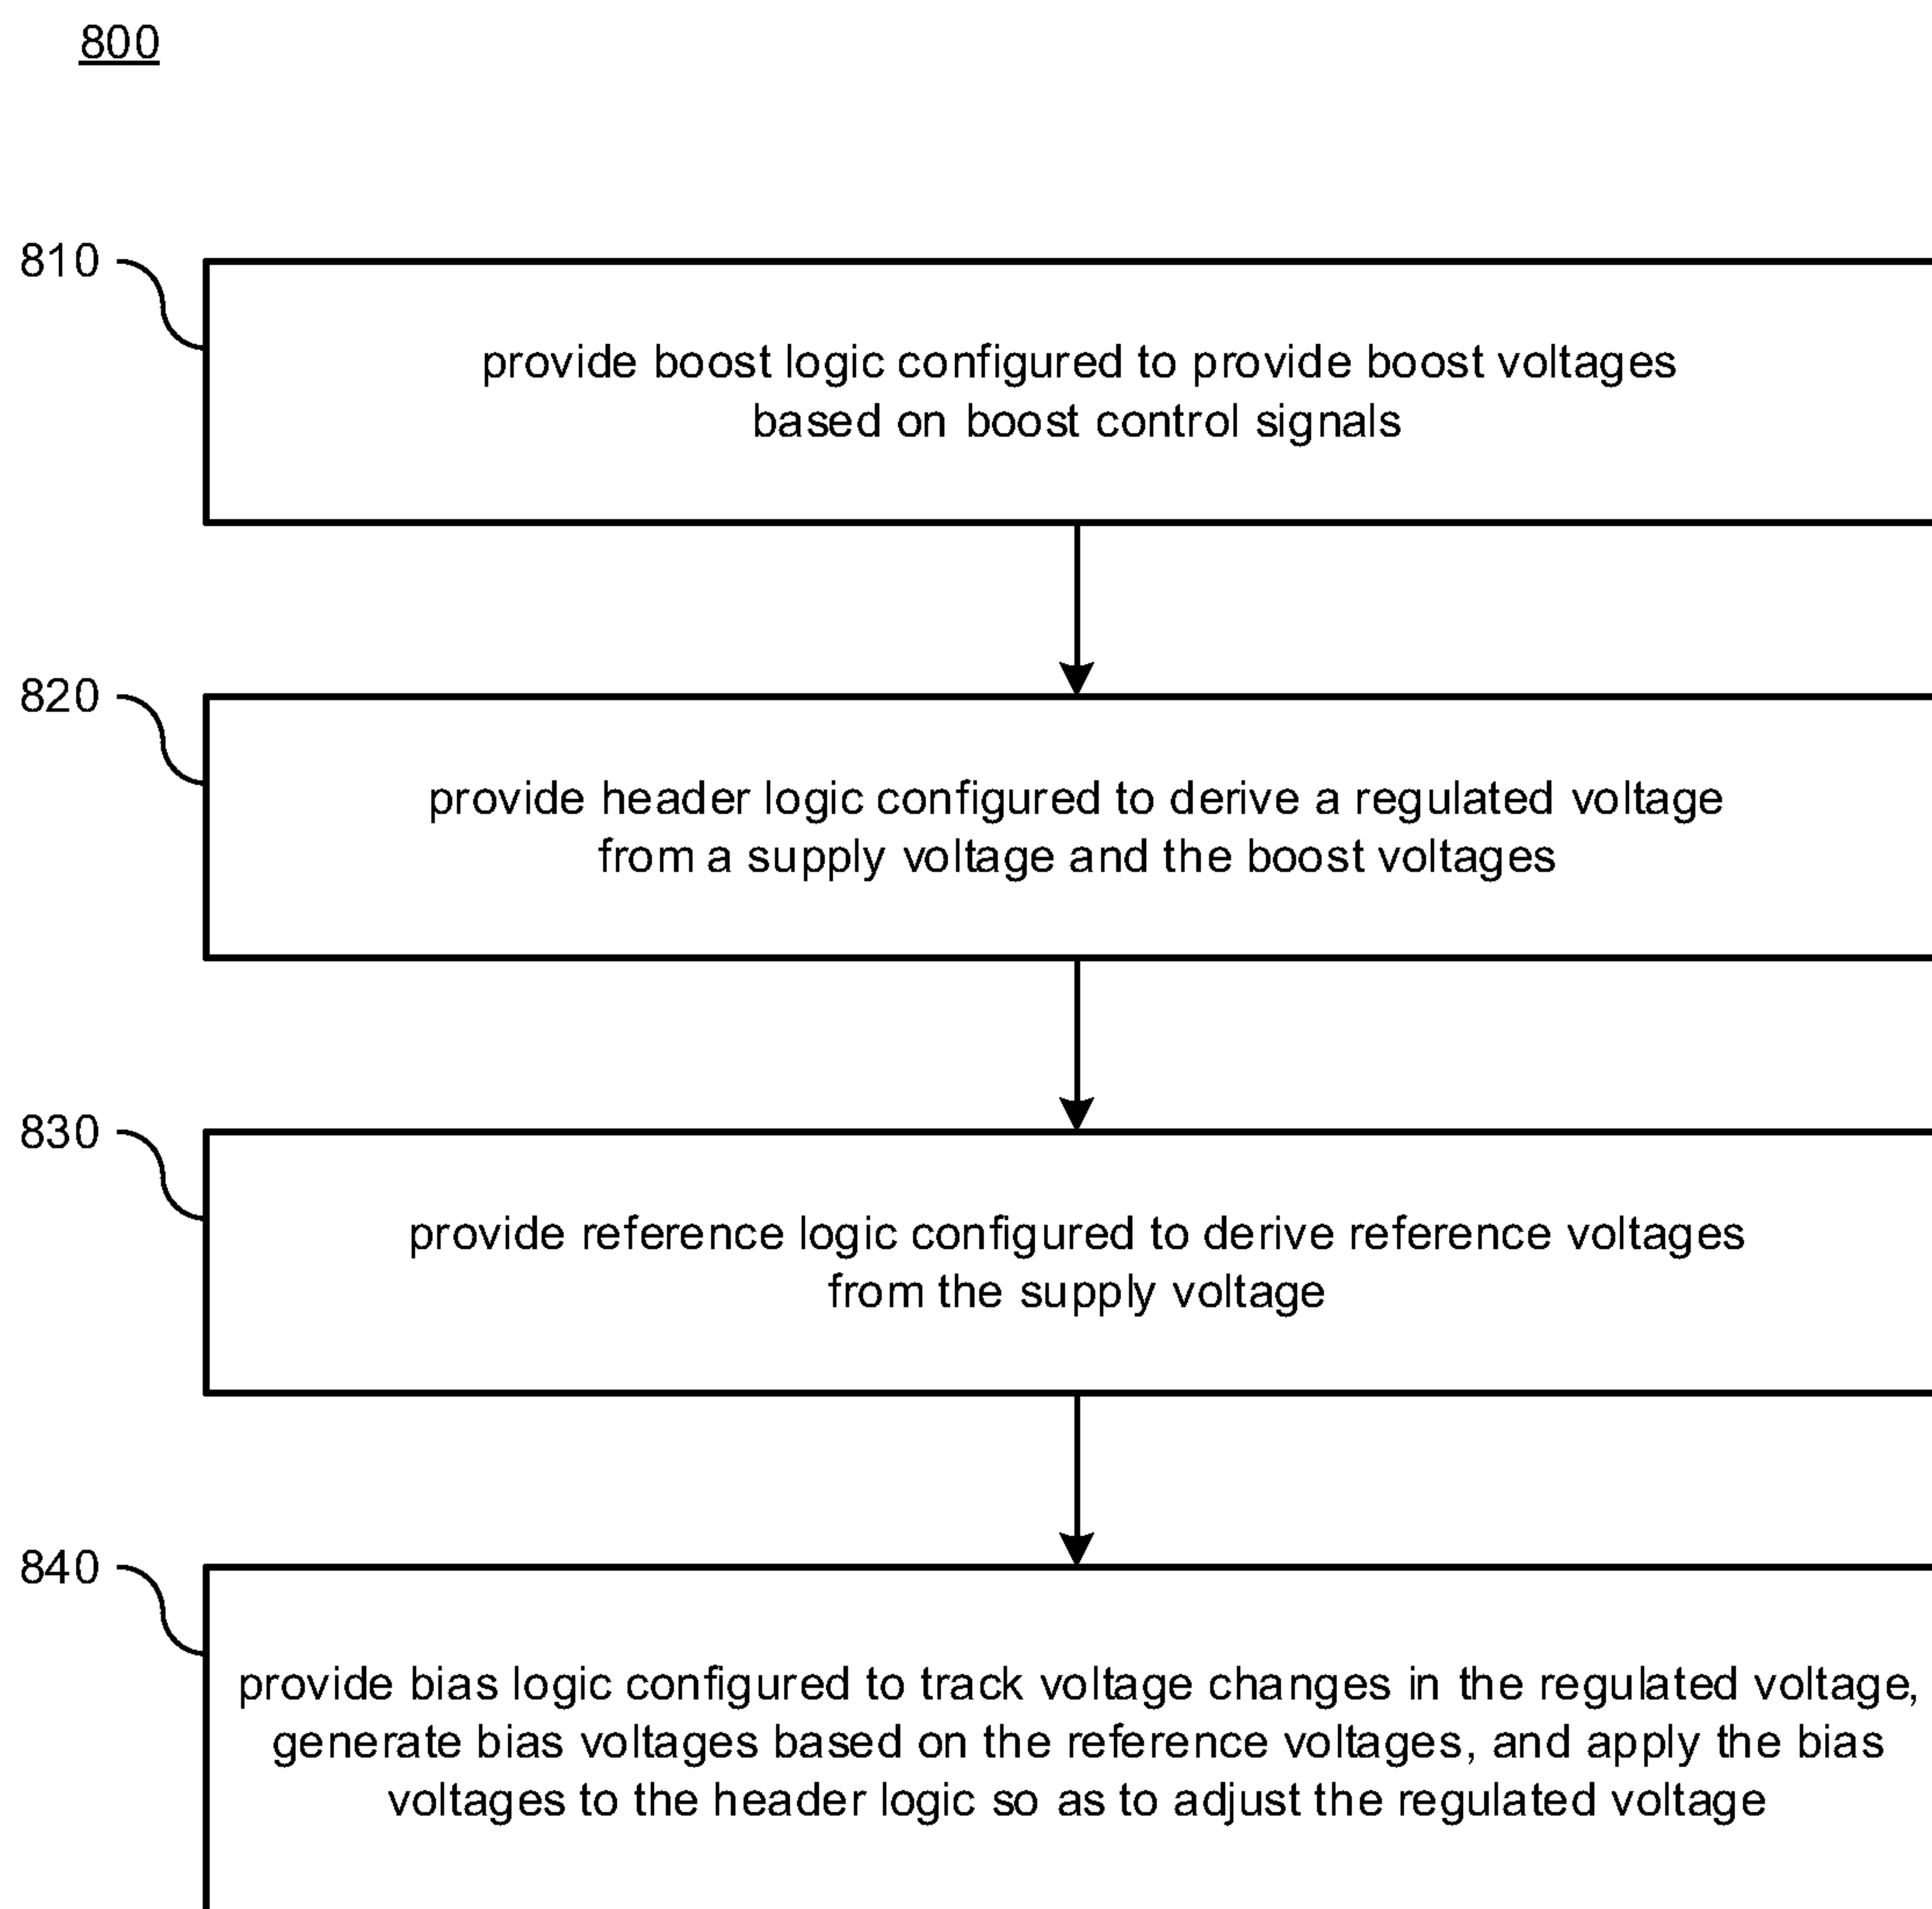 800
810
provide boost logic configured to provide boost voltages
based on boost control signals
820
provide header logic configured to derive a regulated voltage
from a supply voltage and the boost voltages
830
provide reference logic configured to derive reference voltages
from the supply voltage
840
provide bias logic configured to track voltage changes in the regulated voltage,
generate bias voltages based on the reference voltages, and apply the bias
voltages to the header logic so as to adjust the regulated voltage